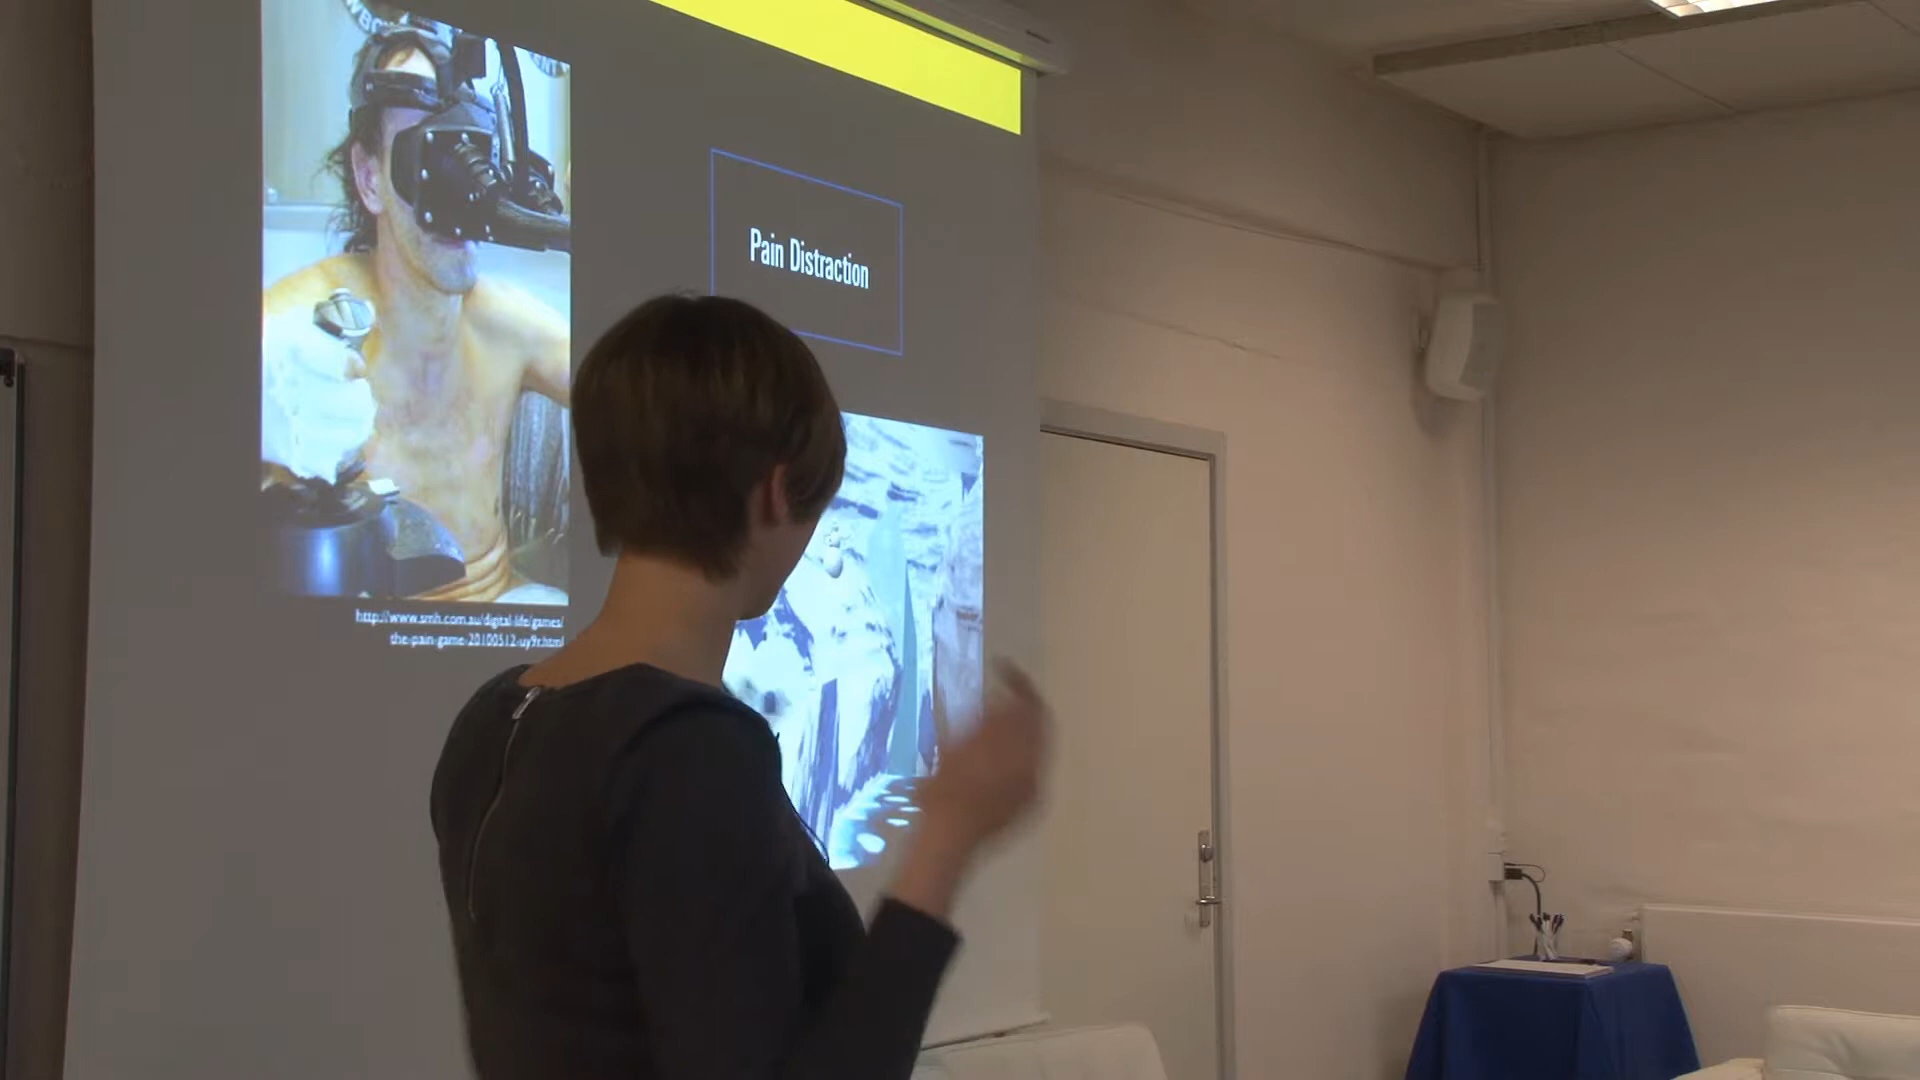 Pain Distraction
http://www.smh.com.au/digital-life/games/
the-pain-game-20100512-uy9r.html